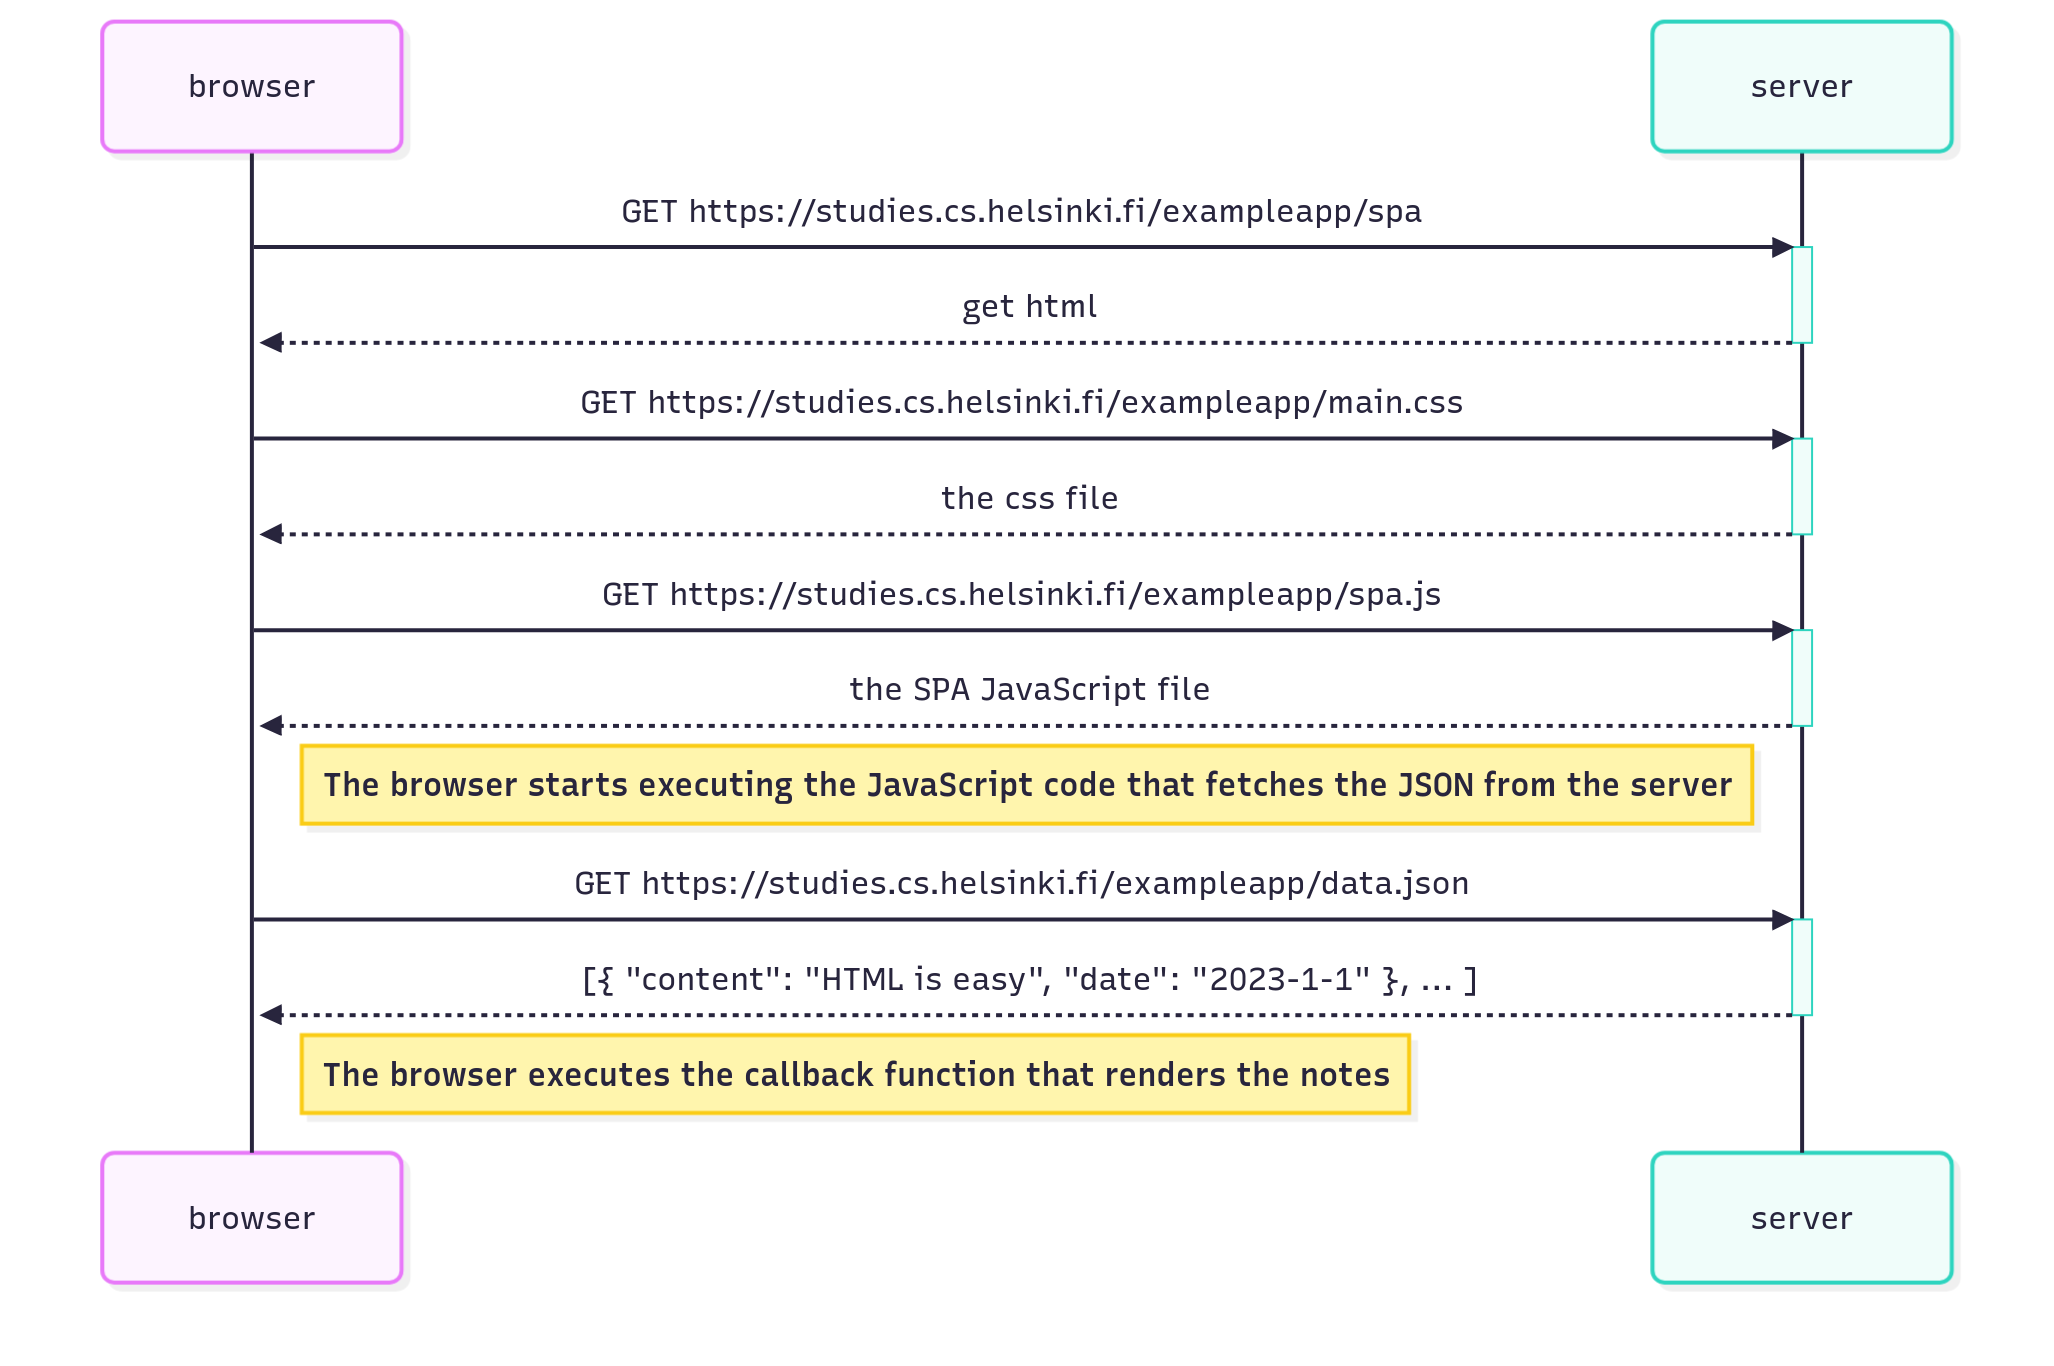 browser
server
GET https://studies.cs.helsinki.fi/exampleapp/spa
get html
GET https://studies.cs.helsinki.fi/exampleapp/main.css
the css file
GET https://studies.cs.helsinki.fi/exampleapp/spa.js
the SPA JavaScript file
The browser starts executing the JavaScript code that fetches the JSON from the server
GET https://studies.cs.helsinki.fi/exampleapp/data.json
[{ "content": "HTML is easy", "date": "2023-1-1" }, ... ]
The browser executes the callback function that renders the notes
browser
server